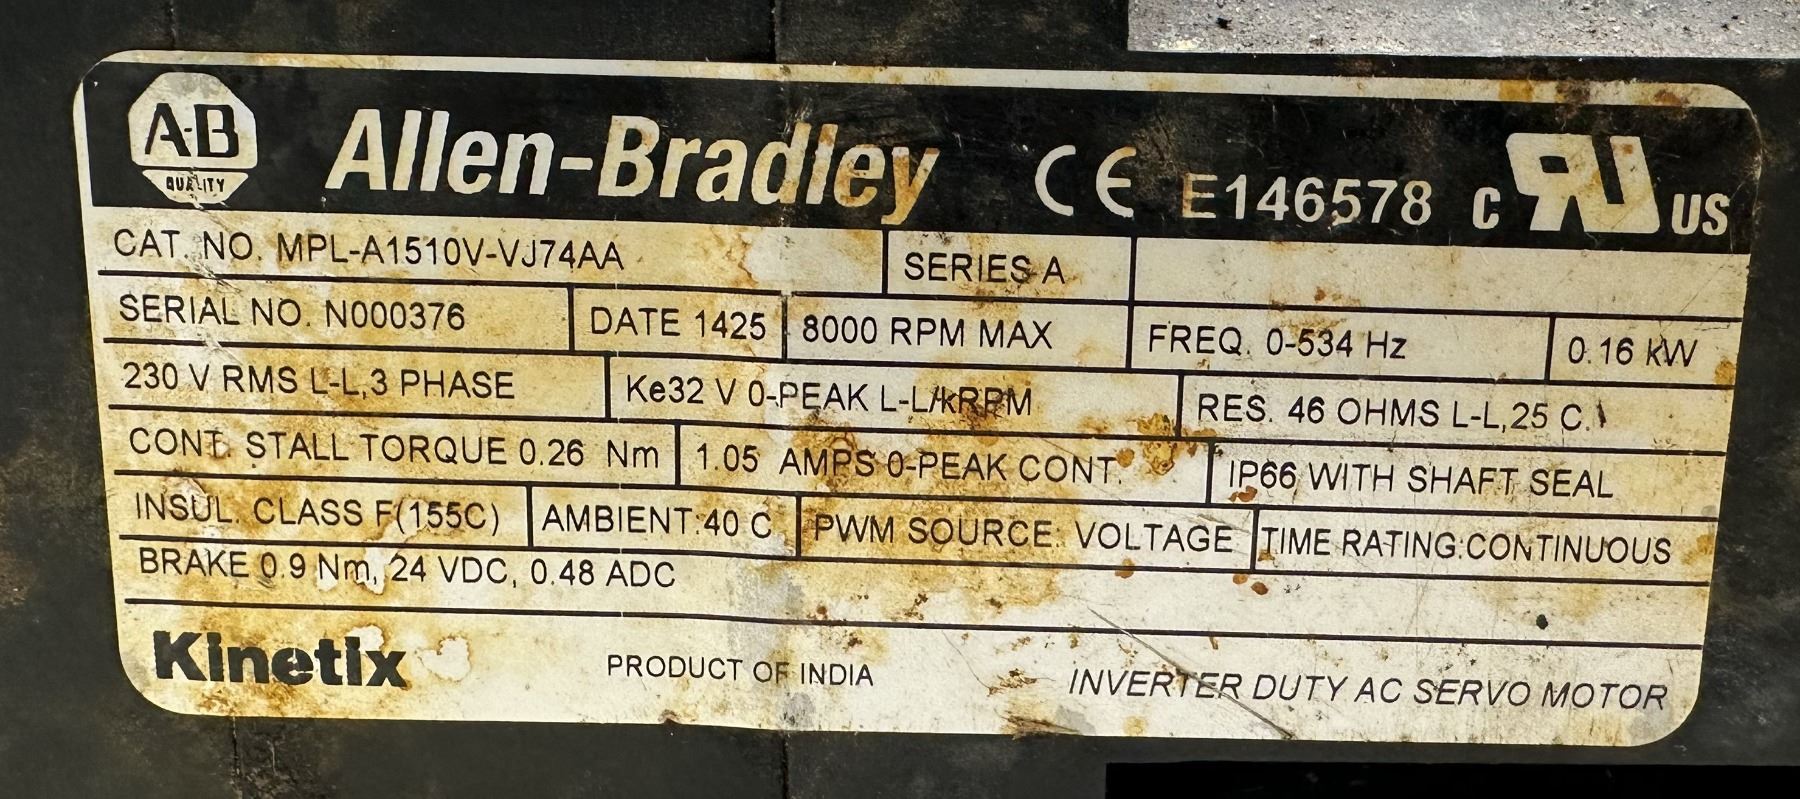 A-B QUALITY Allen-Bradley CE E146578 c RU US
CAT. NO. MPL-A1510V-VJ74AA SERIES A
SERIAL NO. N000376 DATE 1425 8000 RPM MAX FREQ. 0-534 Hz 0.16 kW
230 V RMS L-L,3 PHASE Ke32 V 0-PEAK L-L/kRPM RES. 46 OHMS L-L,25 C.
CONT. STALL TORQUE 0.26 Nm 1.05 AMPS 0-PEAK CONT. IP66 WITH SHAFT SEAL
INSUL. CLASS F(155C) AMBIENT:40 C PWM SOURCE: VOLTAGE TIME RATING:CONTINUOUS
BRAKE 0.9 Nm, 24 VDC, 0.48 ADC
Kinetix PRODUCT OF INDIA INVERTER DUTY AC SERVO MOTOR